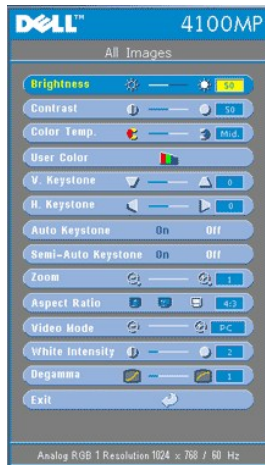 DELL™ 4100MP
All Images
Brightness 50
Contrast 50
Color Temp. Mid.
User Color
V. Keystone 0
H. Keystone 0
Auto Keystone On Off
Semi-Auto Keystone On Off
Zoom 1
Aspect Ratio 4:3
Video Mode PC
White Intensity 2
Degamma 1
Exit
Analog RGB 1 Resolution 1024 x 768 / 60 Hz